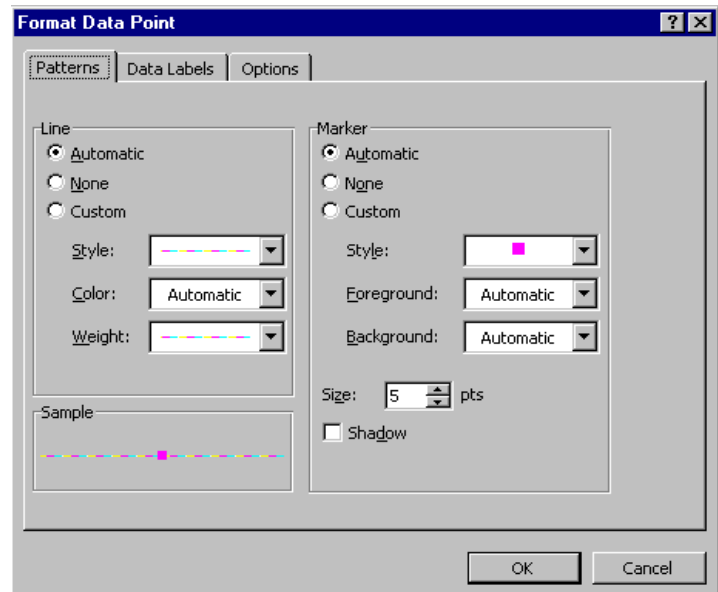 Format Data Point
Patterns Data Labels Options
Line
Automatic
None
Custom
Style:
Color: Automatic
Weight:
Sample
Marker
Automatic
None
Custom
Style:
Foreground: Automatic
Background: Automatic
Size: 5 pts
Shadow
OK Cancel